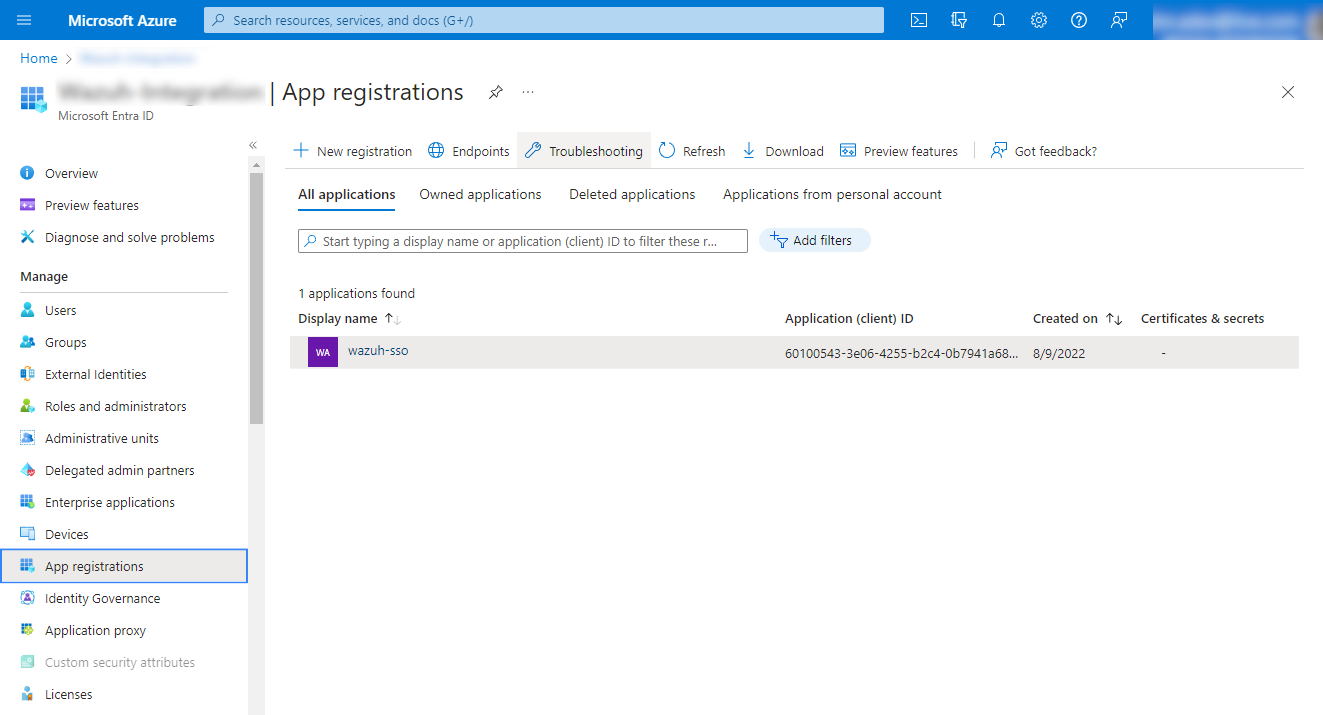 Microsoft Azure
Search resources, services, and docs (G+/)
Home
| App registrations
Microsoft Entra ID
Overview
Preview features
Diagnose and solve problems
Manage
Users
Groups
External Identities
Roles and administrators
Administrative units
Delegated admin partners
Enterprise applications
Devices
App registrations
Identity Governance
Application proxy
Custom security attributes
Licenses
New registration Endpoints Troubleshooting Refresh Download Preview features Got feedback?
All applications Owned applications Deleted applications Applications from personal account
Start typing a display name or application (client) ID to filter these r... Add filters
1 applications found
Display name Application (client) ID Created on Certificates & secrets
WA wazuh-sso 60100543-3e06-4255-b2c4-0b7941a68... 8/9/2022 -